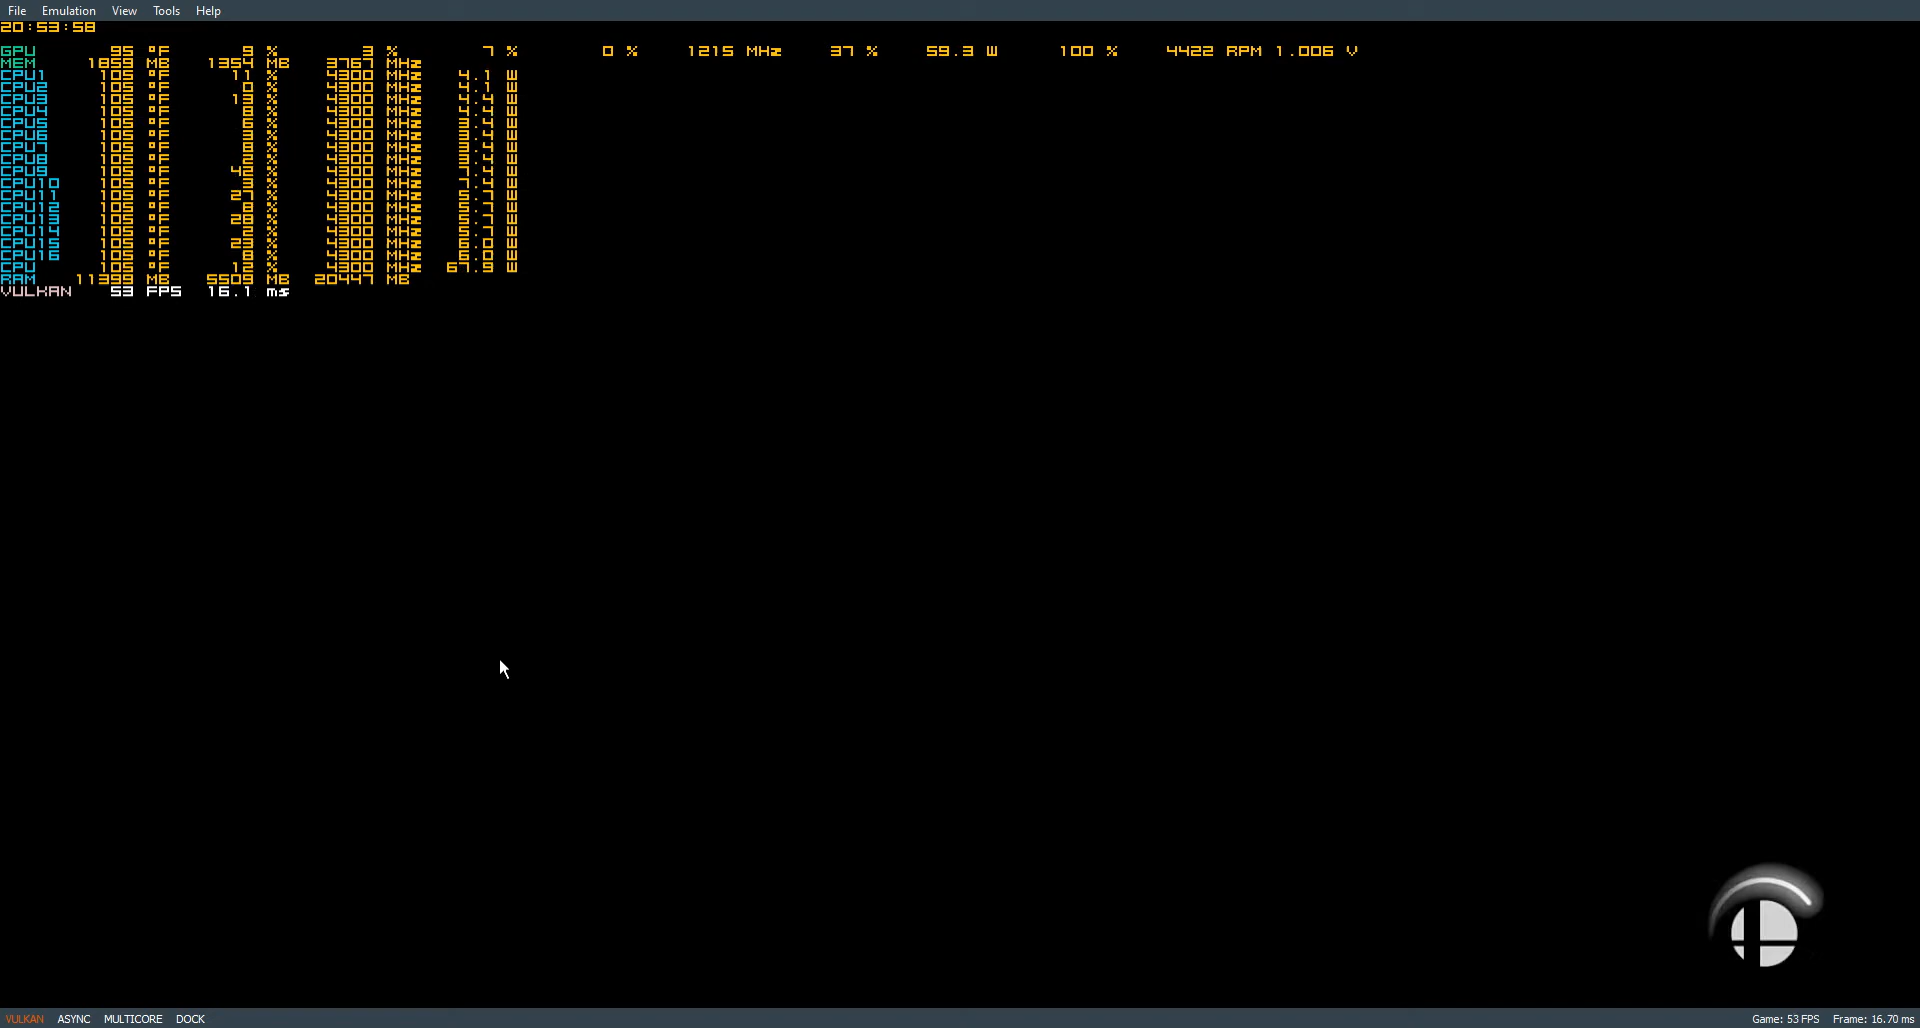 File Emulation View Tools Help
20:53:58
GPU 95 °F 9 % 3 % 7 % 0 % 1215 MHz 37 % 59.3 W 100 % 4422 RPM 1.006 V
MEM 1859 MB 1354 MB 3767 MHz
CPU1 105 °F 11 % 4300 MHz 4.1 W
CPU2 105 °F 0 % 4300 MHz 4.1 W
CPU3 105 °F 13 % 4300 MHz 4.4 W
CPU4 105 °F 8 % 4300 MHz 4.4 W
CPU5 105 °F 6 % 4300 MHz 3.4 W
CPU6 105 °F 3 % 4300 MHz 3.4 W
CPU7 105 °F 8 % 4300 MHz 3.4 W
CPU8 105 °F 2 % 4300 MHz 3.4 W
CPU9 105 °F 42 % 4300 MHz 7.4 W
CPU10 105 °F 3 % 4300 MHz 7.4 W
CPU11 105 °F 27 % 4300 MHz 5.7 W
CPU12 105 °F 8 % 4300 MHz 5.7 W
CPU13 105 °F 28 % 4300 MHz 5.7 W
CPU14 105 °F 2 % 4300 MHz 5.7 W
CPU15 105 °F 23 % 4300 MHz 6.0 W
CPU16 105 °F 8 % 4300 MHz 6.0 W
CPU 105 °F 12 % 4300 MHz 67.9 W
RAM 11399 MB 5509 MB 20447 MB
VULKAN 53 FPS 16.1 ms
VULKAN ASYNC MULTICORE DOCK Game: 53 FPS Frame: 16.70 ms